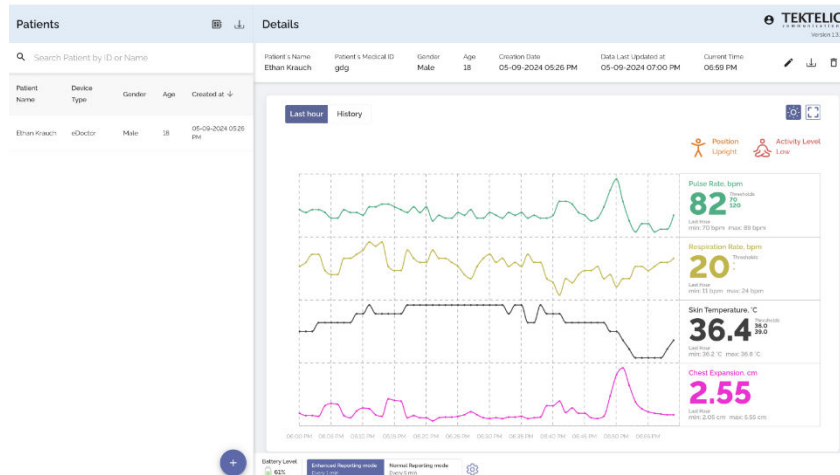 Patients
Search Patient by ID or Name
Patient Name
Device Type
Gender
Age
Created at ↓
Ethan Krauch
eDoctor
Male
18
05-09-2024 05:26 PM
+
Details
TEKTELIC
communications
Patient's Name
Ethan Krauch
Patient's Medical ID
gdg
Gender
Male
Age
18
Creation Date
05-09-2024 05:26 PM
Data Last Updated at
05-09-2024 07:00 PM
Current Time
06:59 PM
Last hour
History
Position
Upright
Activity Level
Low
Pulse Rate, bpm
82
Thresholds
70
120
Last Hour
min: 70 bpm max: 89 bpm
Respiration Rate, bpm
20
Thresholds
-
-
Last Hour
min: 11 bpm max: 24 bpm
Skin Temperature, °C
36.4
Thresholds
36.0
39.0
Last Hour
min: 36.2 °C max: 36.8 °C
Chest Expansion, cm
2.55
Last Hour
min: 2.06 cm max: 5.56 cm
06:00 PM 06:05 PM 06:10 PM 06:15 PM 06:20 PM 06:25 PM 06:30 PM 06:35 PM 06:40 PM 06:45 PM 06:50 PM 06:55 PM
Battery Level
61%
Enhanced Reporting mode
Every 1 min
Normal Reporting mode